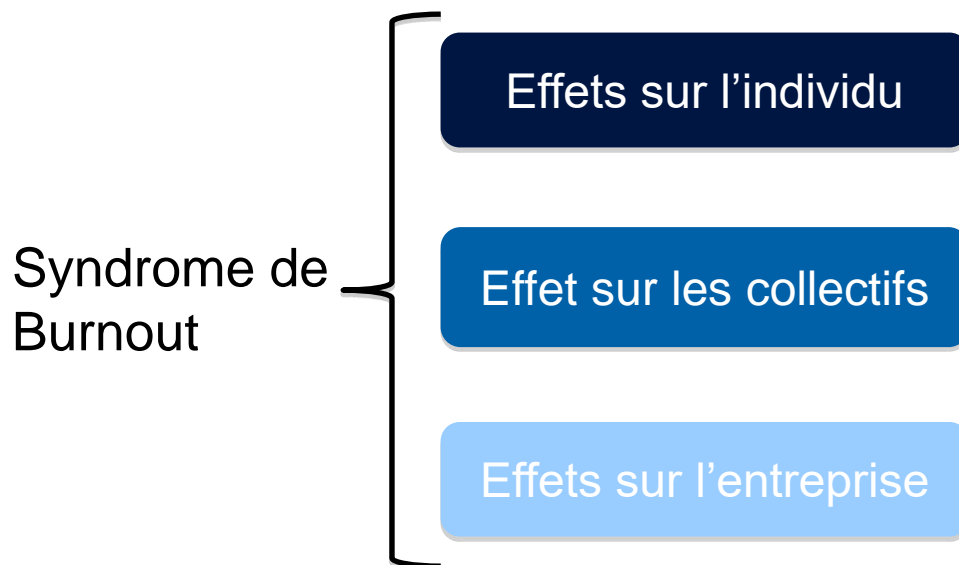 Syndrome de
Burnout
Effets sur l’individu
Effet sur les collectifs
Effets sur l’entreprise